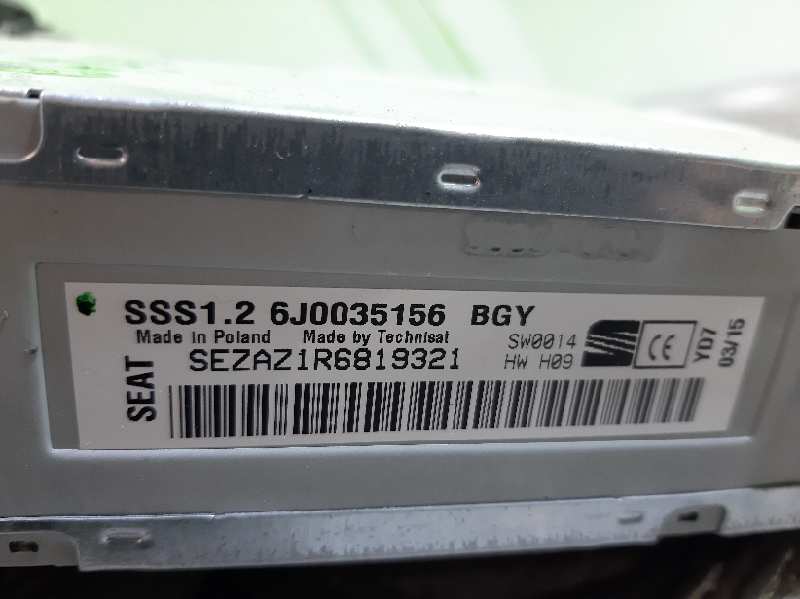 SSS1.2 6J0035156 BGY
Made in Poland Made by Technisat
SW0014
SEZAZ1R6819321
HW H09
SEAT
CE
YD7
03/15